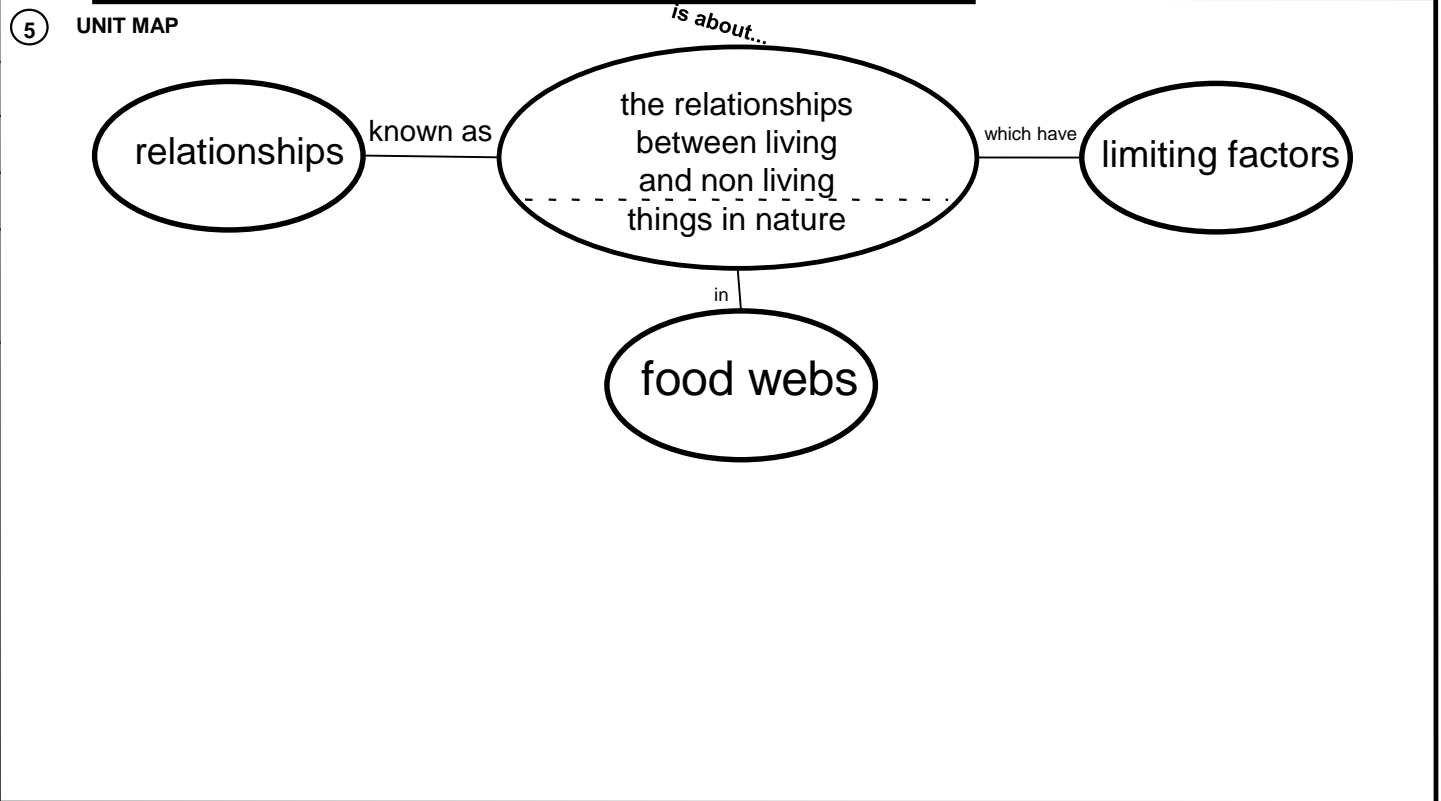 is about...
5 UNIT MAP
relationships
known as
the relationships
between living
and non living
things in nature
which have
limiting factors
in
food webs